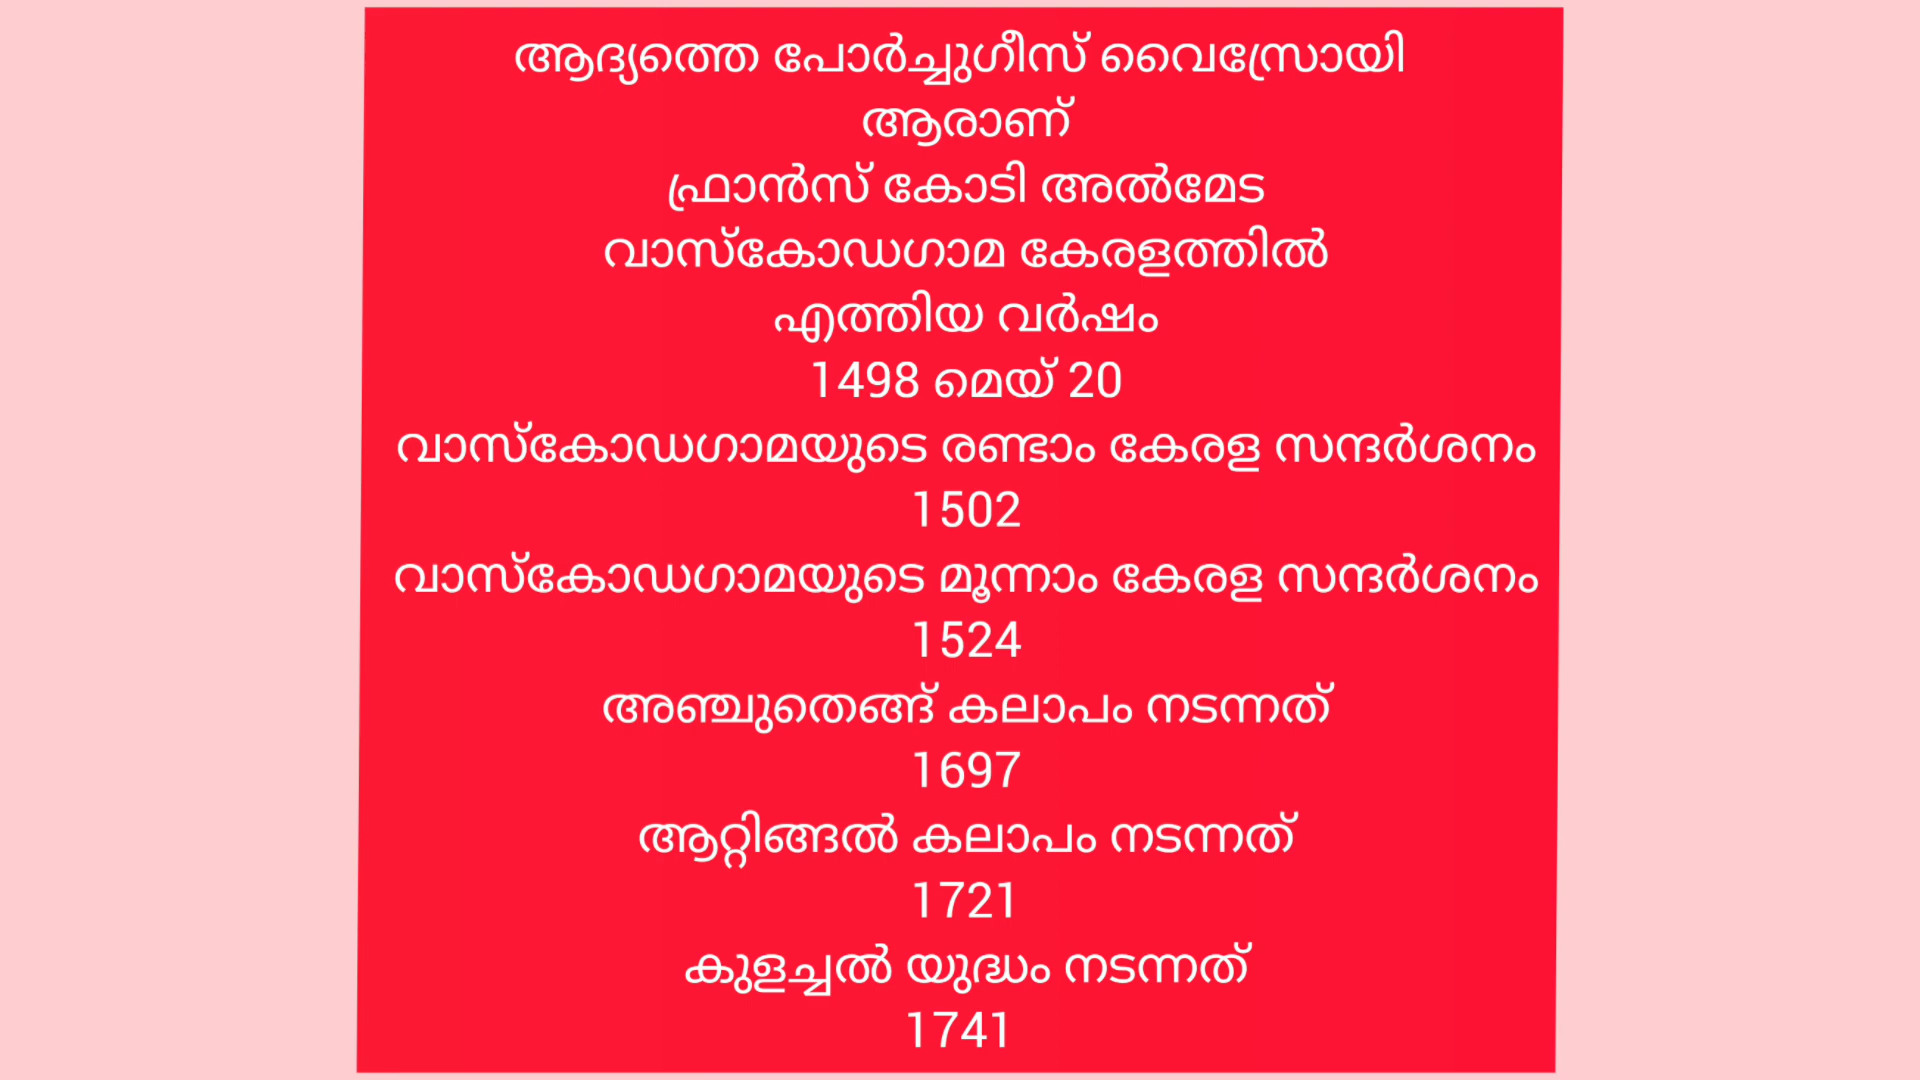 ആദ്യത്തെ പോർച്ചുഗീസ് വൈസ്രോയി
ആരാണ്
ഫ്രാൻസ് കോടി അൽമേട
വാസ്കോഡഗാമ കേരളത്തിൽ
എത്തിയ വർഷം
1498 മെയ് 20
വാസ്കോഡഗാമയുടെ രണ്ടാം കേരള സന്ദർശനം
1502
വാസ്കോഡഗാമയുടെ മൂന്നാം കേരള സന്ദർശനം
1524
അഞ്ചുതെങ്ങ് കലാപം നടന്നത്
1697
ആറ്റിങ്ങൽ കലാപം നടന്നത്
1721
കുളച്ചൽ യുദ്ധം നടന്നത്
1741